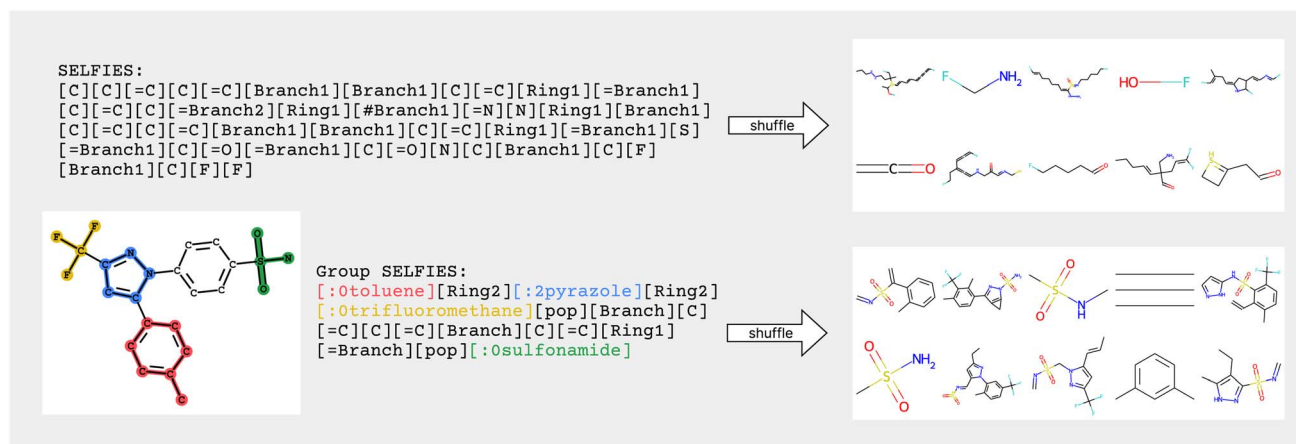 SELFIES:
[C][C][=C][C][=C][Branch1][Branch1][C][=C][Ring1][=Branch1]
[C][=C][C][=Branch2][Ring1][#Branch1][=N][N][Ring1][Branch1]
[C][=C][C][=C][Branch1][Branch1][C][=C][Ring1][=Branch1][S]
[=Branch1][C][=O][=Branch1][C][=O][N][C][Branch1][C][F]
[Branch1][C][F][F]
shuffle
F NH2
HO F
C O
O
NH2
O
H
S
O
F
F
F
C
N
N
C
C
C
C
C
C
C
C
C
O
S
N
O
C
C
C
C
C
C
C
Group SELFIES:
[:0toluene][Ring2][:2pyrazole][Ring2]
[:0trifluoromethane][pop][Branch][C]
[=C][C][=C][Branch][C][=C][Ring1]
[=Branch][pop][:0sulfonamide]
shuffle
O
S
O
N
H
O
S
NH2
O